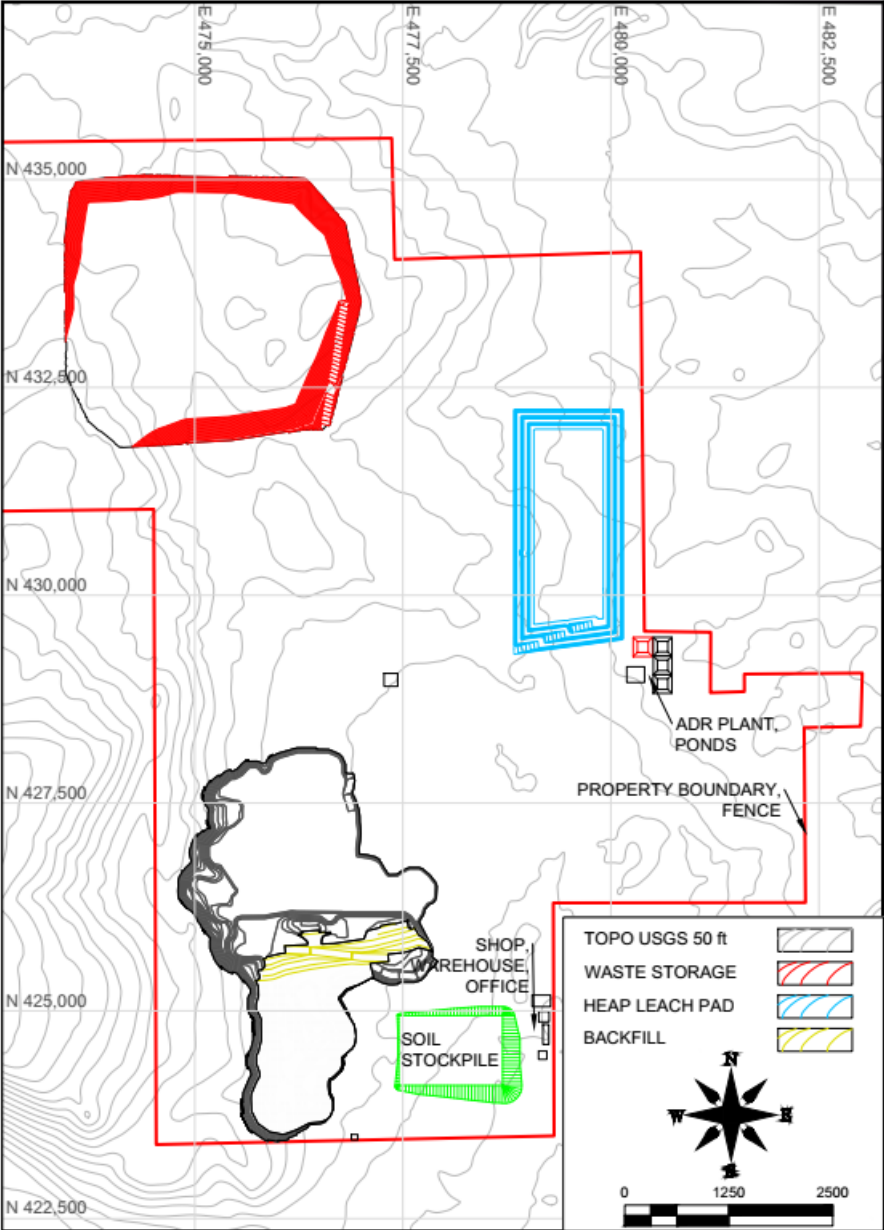 E 475,000
E 477,500
E 480,000
E 482,500
N 435,000
N 432,500
N 430,000
ADR PLANT,
PONDS
PROPERTY BOUNDARY,
FENCE
N 427,500
SHOP,
WAREHOUSE,
OFFICE
N 425,000
SOIL
STOCKPILE
TOPO USGS 50 ft
WASTE STORAGE
HEAP LEACH PAD
BACKFILL
N
W
E
S
0 1250 2500
N 422,500